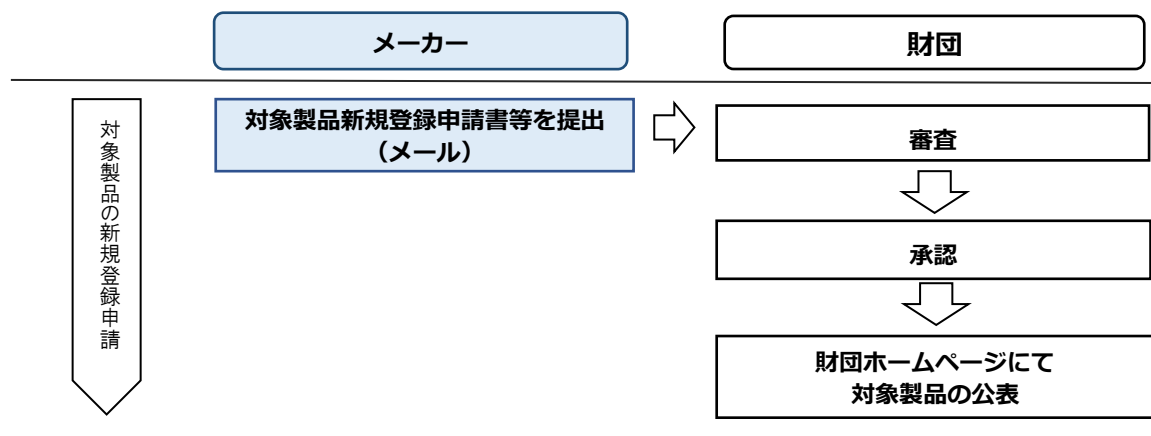 メーカー
財団
対象製品の新規登録申請
対象製品新規登録申請書等を提出
（メール）
審査
承認
財団ホームページにて
対象製品の公表